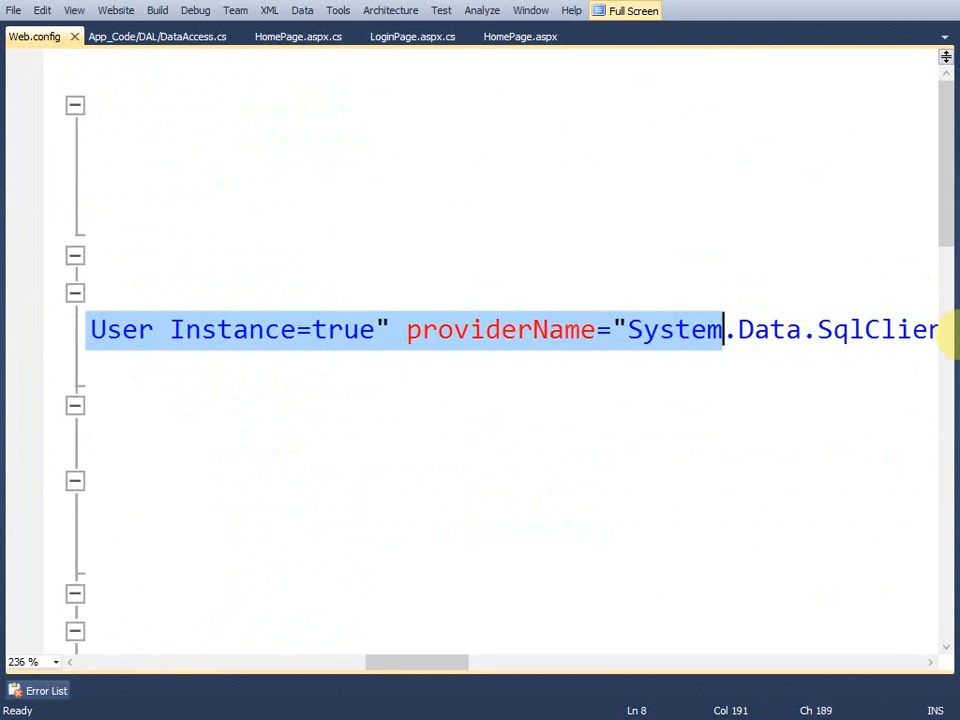 File Edit View Website Build Debug Team XML Data Tools Architecture Test Analyze Window Help Full Screen
Web.config App_Code/DAL/DataAccess.cs HomePage.aspx.cs LoginPage.aspx.cs HomePage.aspx
User Instance=true" providerName="System.Data.SqlClien
236 %
Error List
Ready Ln 8 Col 191 Ch 189 INS